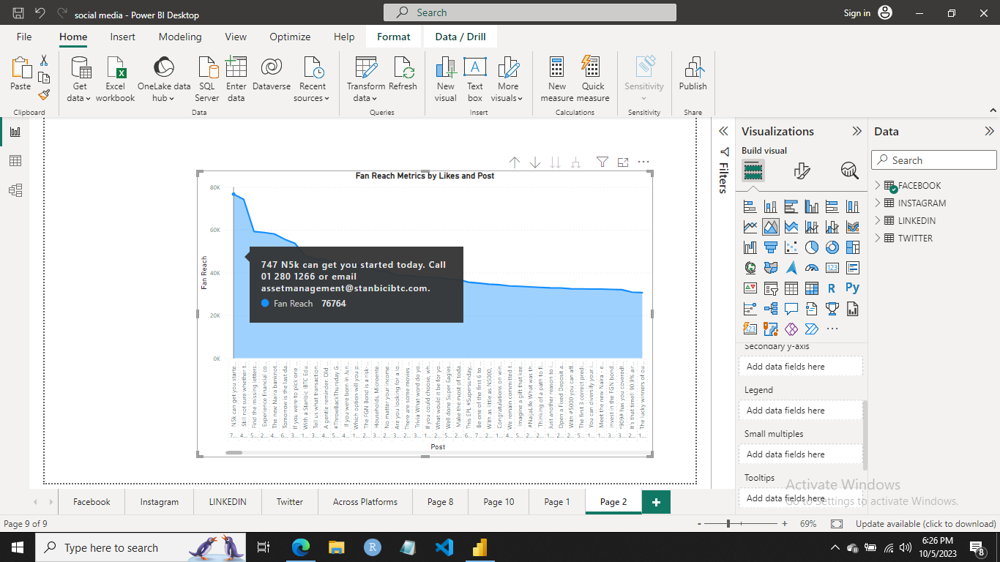 social media - Power BI Desktop
Search
Sign in
File Home Insert Modeling View Optimize Help Format Data / Drill
Paste
Get data
Excel workbook
OneLake data hub
SQL Server
Enter data
Dataverse
Recent sources
Transform data
Refresh
New visual
Text box
More visuals
New measure
Quick measure
Sensitivity
Publish
Clipboard Data Queries Insert Calculations Sensitivity Share
Fan Reach Metrics by Likes and Post
80K
60K
40K
20K
0K
Fan Reach
747 N5k can get you started today. Call
01 280 1266 or email
assetmanagement@stanbicibtc.com.
Fan Reach 76764
N5k can get you starte...
Still not sure whether t...
Find the missing letters...
Experience financial co...
The new Naira banknot...
Tomorrow is the last da...
If you were to pick one ...
With a Stanbic IBTC Edu...
Tell us what transaction...
A gentle reminder. Old ...
#ThrowBackThursday G...
If you were born in Jun...
Which option will you p...
The FGN Bond is a risk-...
Households, Microente...
No matter your income...
Are you looking for a lo...
There are some movies ...
Trivia What word do yo...
If you could choose, wh...
What would it be for yo...
Well done Super Eagles...
Make the most of toda...
This EPL #Supersunday,...
Be one of the first 6 to ...
With as little as N5000, ...
Congratulations on win...
We remain committed t...
Imagine a gift that kee...
#NaijaLife What was th...
Thinking of a path to fi...
Just another reason to i...
Open a Fixed Deposit a...
With #5000 you can aff...
The first 3 correct predi...
You can diversify your i...
Meet the new Naira - e...
Invest in the FGN bond...
*909# has you covered!...
It's that time!! 90.9% air...
The lucky winners of ou...
Post
Filters
Visualizations
Build visual
Secondary y-axis
Add data fields here
Legend
Add data fields here
Small multiples
Add data fields here
Tooltips
Add data fields here
Data
Search
FACEBOOK
INSTAGRAM
LINKEDIN
TWITTER
Activate Windows
Go to Settings to activate Windows.
Facebook Instagram LINKEDIN Twitter Across Platforms Page 8 Page 10 Page 1 Page 2
Page 9 of 9
69%
Update available (click to download)
Type here to search
6:26 PM
10/5/2023
8